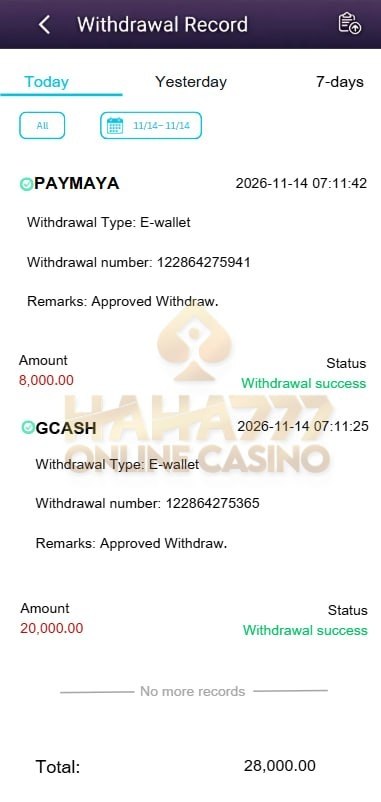 Withdrawal Record
Today Yesterday 7-days
All 11/14~11/14
PAYMAYA 2026-11-14 07:11:42
Withdrawal Type: E-wallet
Withdrawal number: 122864275941
Remarks: Approved Withdraw.
Amount Status
8,000.00 Withdrawal success
HAHA777
ONLINE CASINO
GCASH 2026-11-14 07:11:25
Withdrawal Type: E-wallet
Withdrawal number: 122864275365
Remarks: Approved Withdraw.
Amount Status
20,000.00 Withdrawal success
No more records
Total: 28,000.00